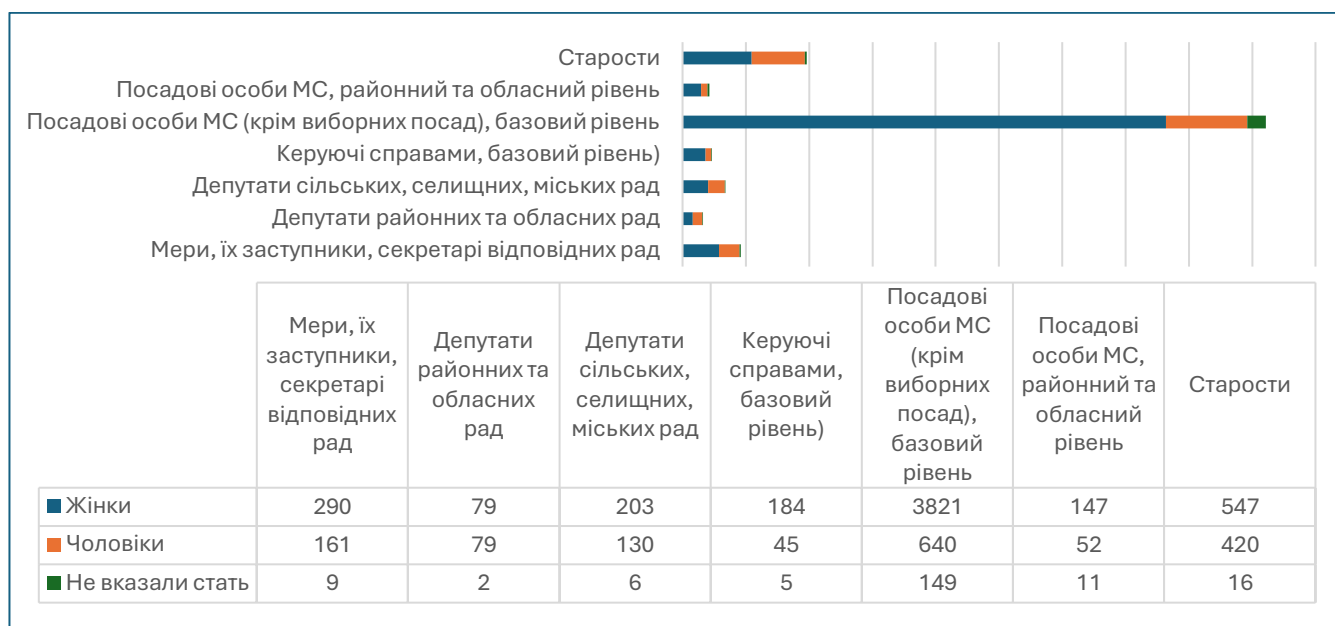 Старости
Посадові особи МС, районний та обласний рівень
Посадові особи МС (крім виборних посад), базовий рівень
Керуючі справами, базовий рівень)
Депутати сільських, селищних, міських рад
Депутати районних та обласних рад
Мери, їх заступники, секретарі відповідних рад
Мери, їх
заступники,
секретарі
відповідних
рад
Депутати
районних та
обласних
рад
Депутати
сільських,
селищних,
міських рад
Керуючі
справами,
базовий
рівень)
Посадові
особи МС
(крім
виборних
посад),
базовий
рівень
Посадові
особи МС,
районний та
обласний
рівень
Старости
Жінки 290 79 203 184 3821 147 547
Чоловіки 161 79 130 45 640 52 420
Не вказали стать 9 2 6 5 149 11 16